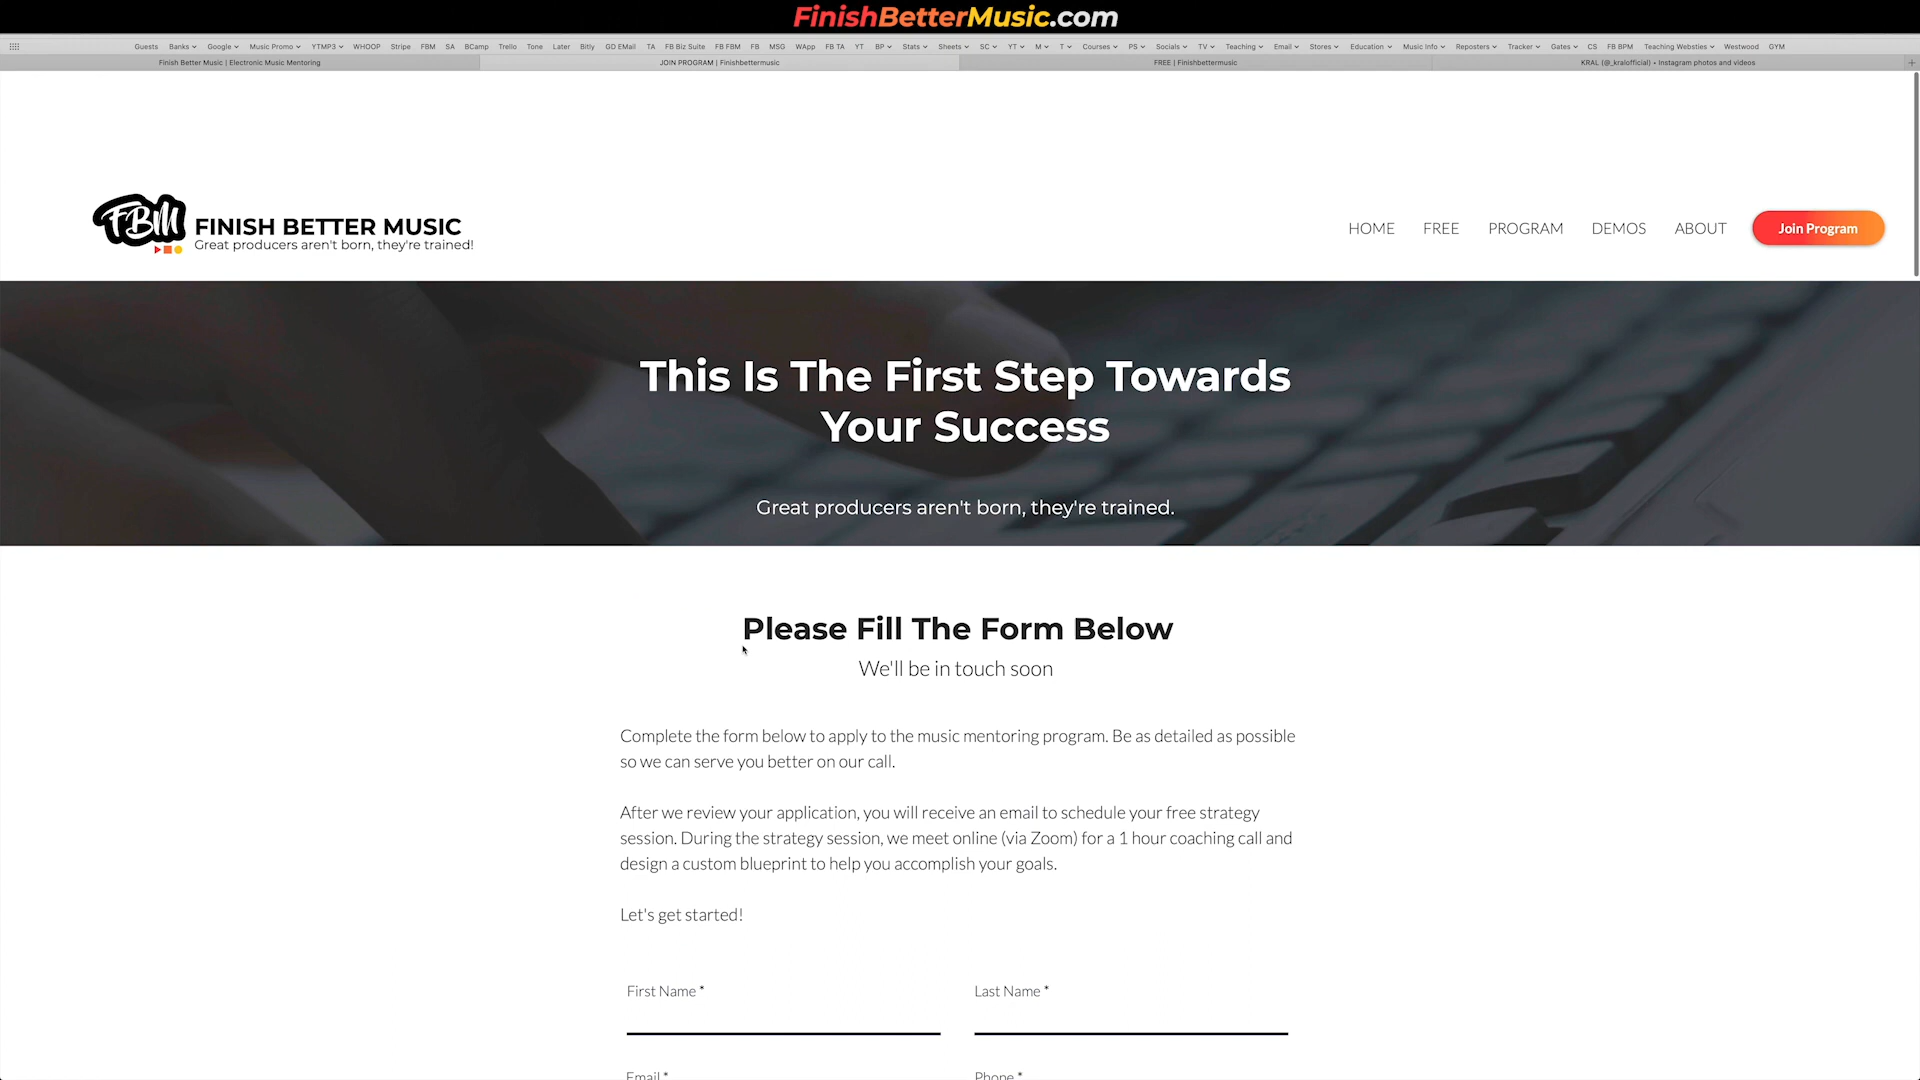 FinishBetterMusic.com
Guests Banks Google Music Promo YTMP3 WHOOP Stripe FBM SA BCamp Trello Tone Later Bitly GD EMail TA FB Biz Suite FB FBM FB MSG WApp FB TA YT BP Stats Sheets SC YT M T Courses PS Socials TV Teaching Email Stores Education Music Info Reposters Tracker Gates CS FB BPM Teaching Websties Westwood GYM
Finish Better Music | Electronic Music Mentoring
JOIN PROGRAM | Finishbettermusic
FREE | Finishbettermusic
KRAL (@_kralofficial) • Instagram photos and videos
FBM
FINISH BETTER MUSIC
Great producers aren't born, they're trained!
HOME FREE PROGRAM DEMOS ABOUT Join Program
This Is The First Step Towards
Your Success
Great producers aren't born, they're trained.
Please Fill The Form Below
We'll be in touch soon
Complete the form below to apply to the music mentoring program. Be as detailed as possible
so we can serve you better on our call.
After we review your application, you will receive an email to schedule your free strategy
session. During the strategy session, we meet online (via Zoom) for a 1 hour coaching call and
design a custom blueprint to help you accomplish your goals.
Let's get started!
First Name *
Last Name *
Email *
Phone *